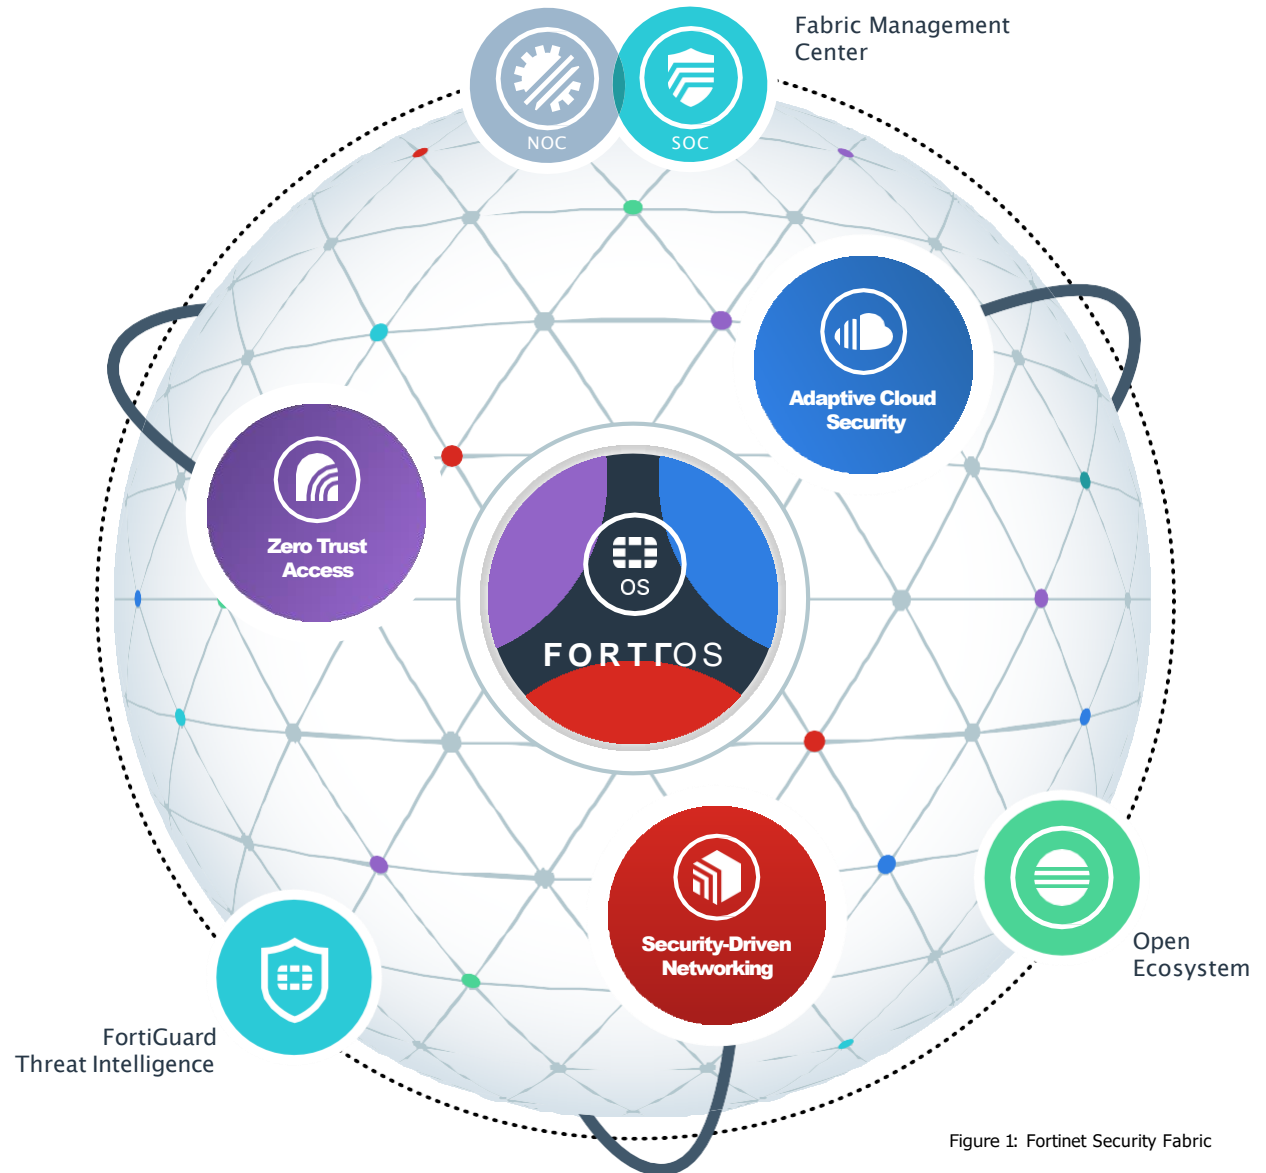 Fabric Management
Center
NOC
SOC
Adaptive Cloud
Security
Zero Trust
Access
OS
FORTIOS
Security-Driven
Networking
Open
Ecosystem
FortiGuard
Threat Intelligence
Figure 1: Fortinet Security Fabric